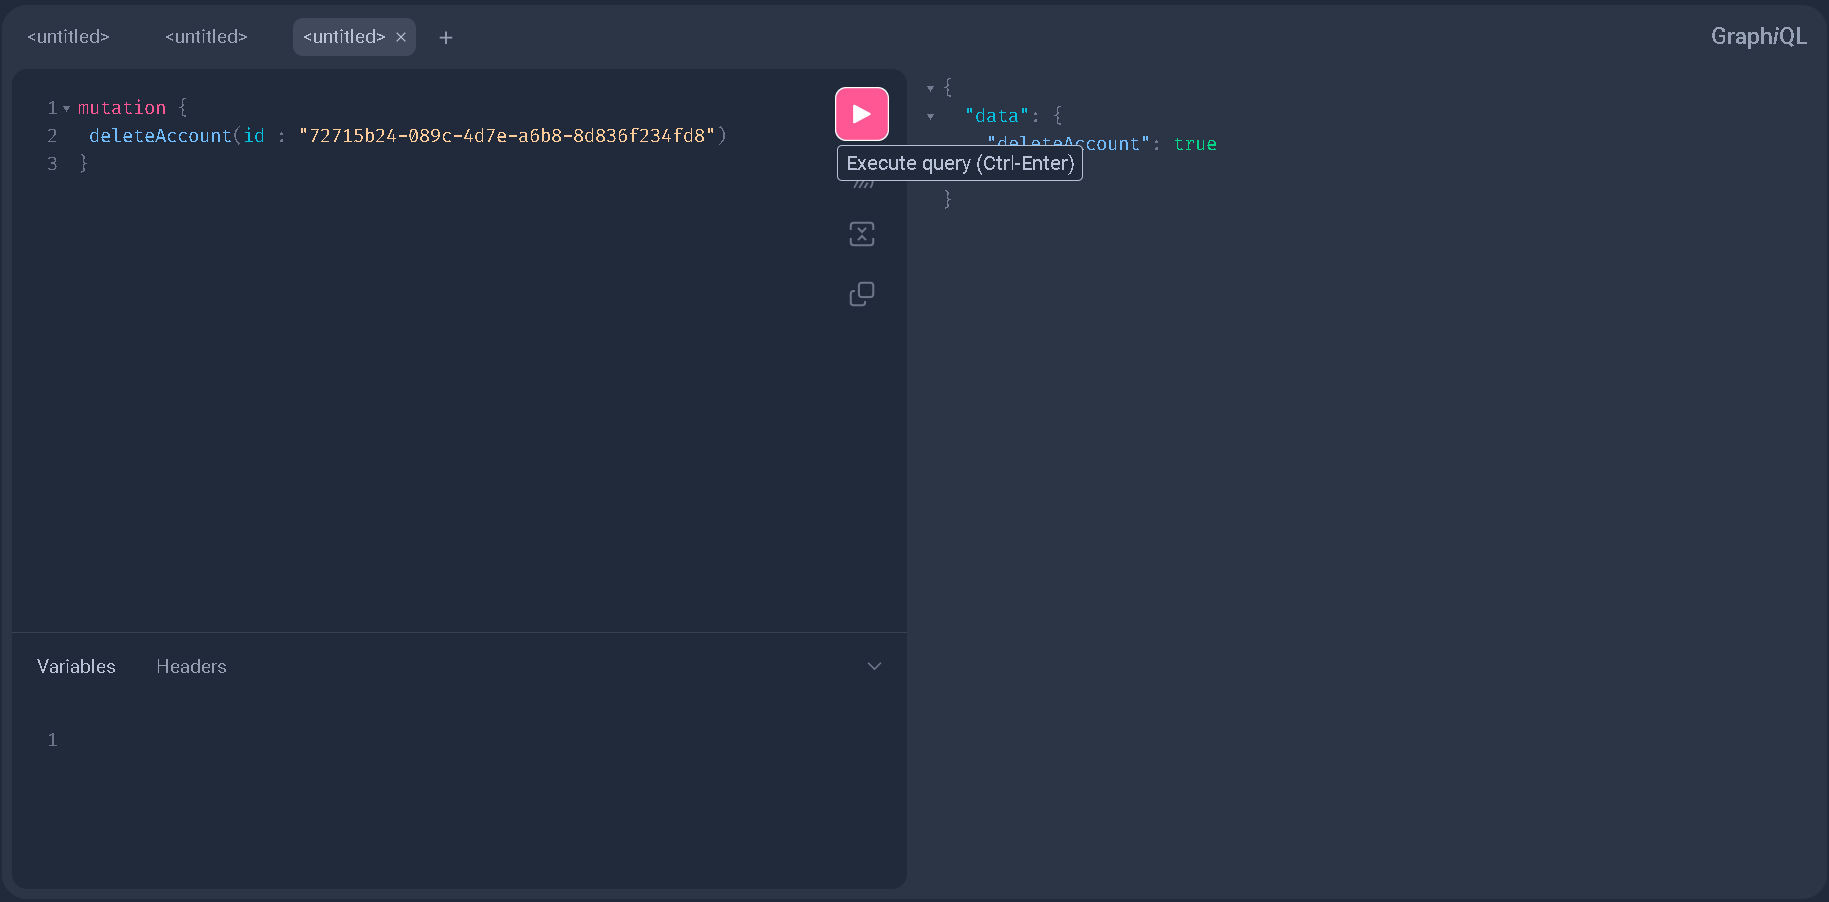 <untitled> <untitled> <untitled> × +
GraphiQL
1 mutation {
2 deleteAccount(id : "72715b24-089c-4d7e-a6b8-8d836f234fd8")
3 }
Execute query (Ctrl-Enter)
{
"data": {
"deleteAccount": true
}
Variables Headers
1